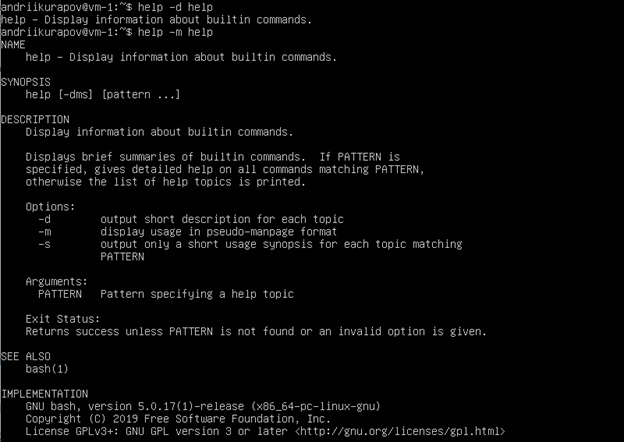 andriikurapov@vm-1:~$ help -d help
help - Display information about builtin commands.
andriikurapov@vm-1:~$ help -m help
NAME
    help - Display information about builtin commands.

SYNOPSIS
    help [-dms] [pattern ...]

DESCRIPTION
    Display information about builtin commands.

    Displays brief summaries of builtin commands.  If PATTERN is
    specified, gives detailed help on all commands matching PATTERN,
    otherwise the list of help topics is printed.

    Options:
      -d        output short description for each topic
      -m        display usage in pseudo-manpage format
      -s        output only a short usage synopsis for each topic matching
                PATTERN

    Arguments:
      PATTERN   Pattern specifying a help topic

    Exit Status:
    Returns success unless PATTERN is not found or an invalid option is given.

SEE ALSO
    bash(1)

IMPLEMENTATION
    GNU bash, version 5.0.17(1)-release (x86_64-pc-linux-gnu)
    Copyright (C) 2019 Free Software Foundation, Inc.
    License GPLv3+: GNU GPL version 3 or later <http://gnu.org/licenses/gpl.html>